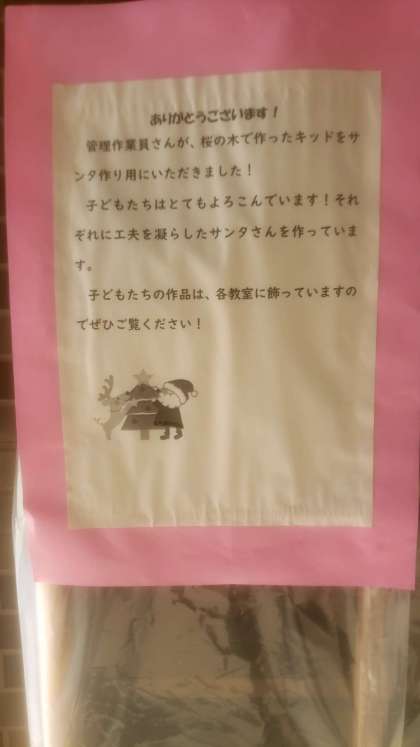 ありがとうございます！
管理作業員さんが、桜の木で作ったキッドをサ
ンタ作り用にいただきました！
子どもたちはとてもよろこんでいます！それ
ぞれに工夫を凝らしたサンタさんを作っていま
す。
子どもたちの作品は、各教室に飾っていますの
でぜひご覧ください！